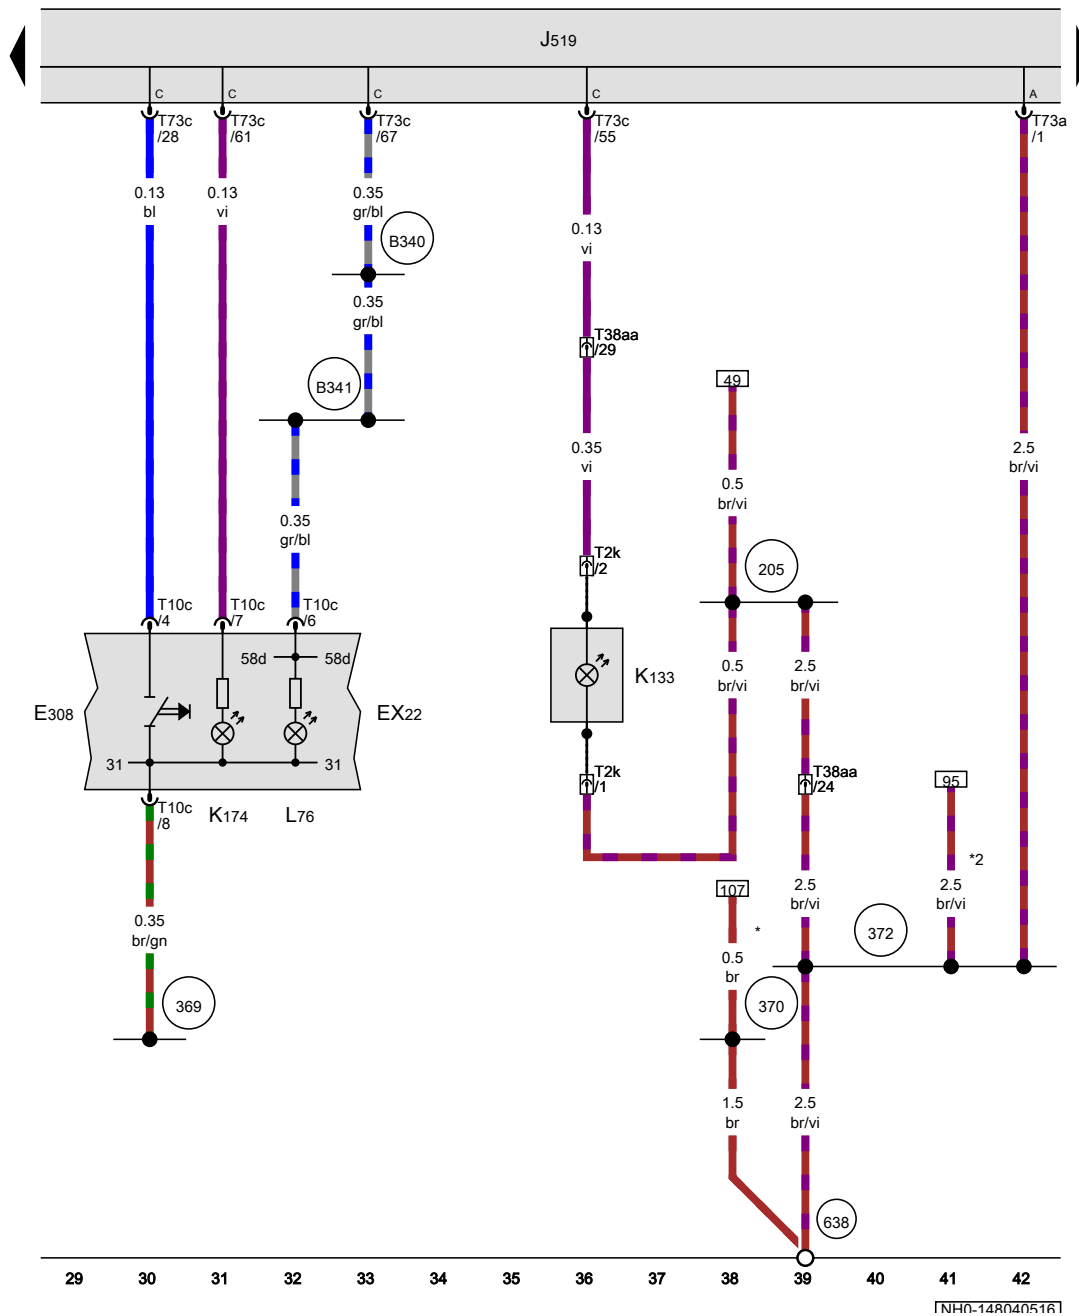 J519
C
C
C
C
A
T73c
/28
T73c
/61
T73c
/67
T73c
/55
T73a
/1
0.13
bl
0.13
vi
0.35
gr/bl
0.13
vi
B340
0.35
gr/bl
T38aa
/29
B341
49
0.35
vi
0.5
br/vi
2.5
br/vi
0.35
gr/bl
T2k
/2
205
T10c
/4
T10c
/7
T10c
/6
58d
58d
E308
EX22
K133
0.5
br/vi
2.5
br/vi
31
31
T2k
/1
T38aa
/24
95
T10c
/8
K174
L76
*2
107
2.5
br/vi
2.5
br/vi
0.35
br/gn
*
0.5
br
372
369
370
1.5
br
2.5
br/vi
638
29
30
31
32
33
34
35
36
37
38
39
40
41
42
NH0-148040516